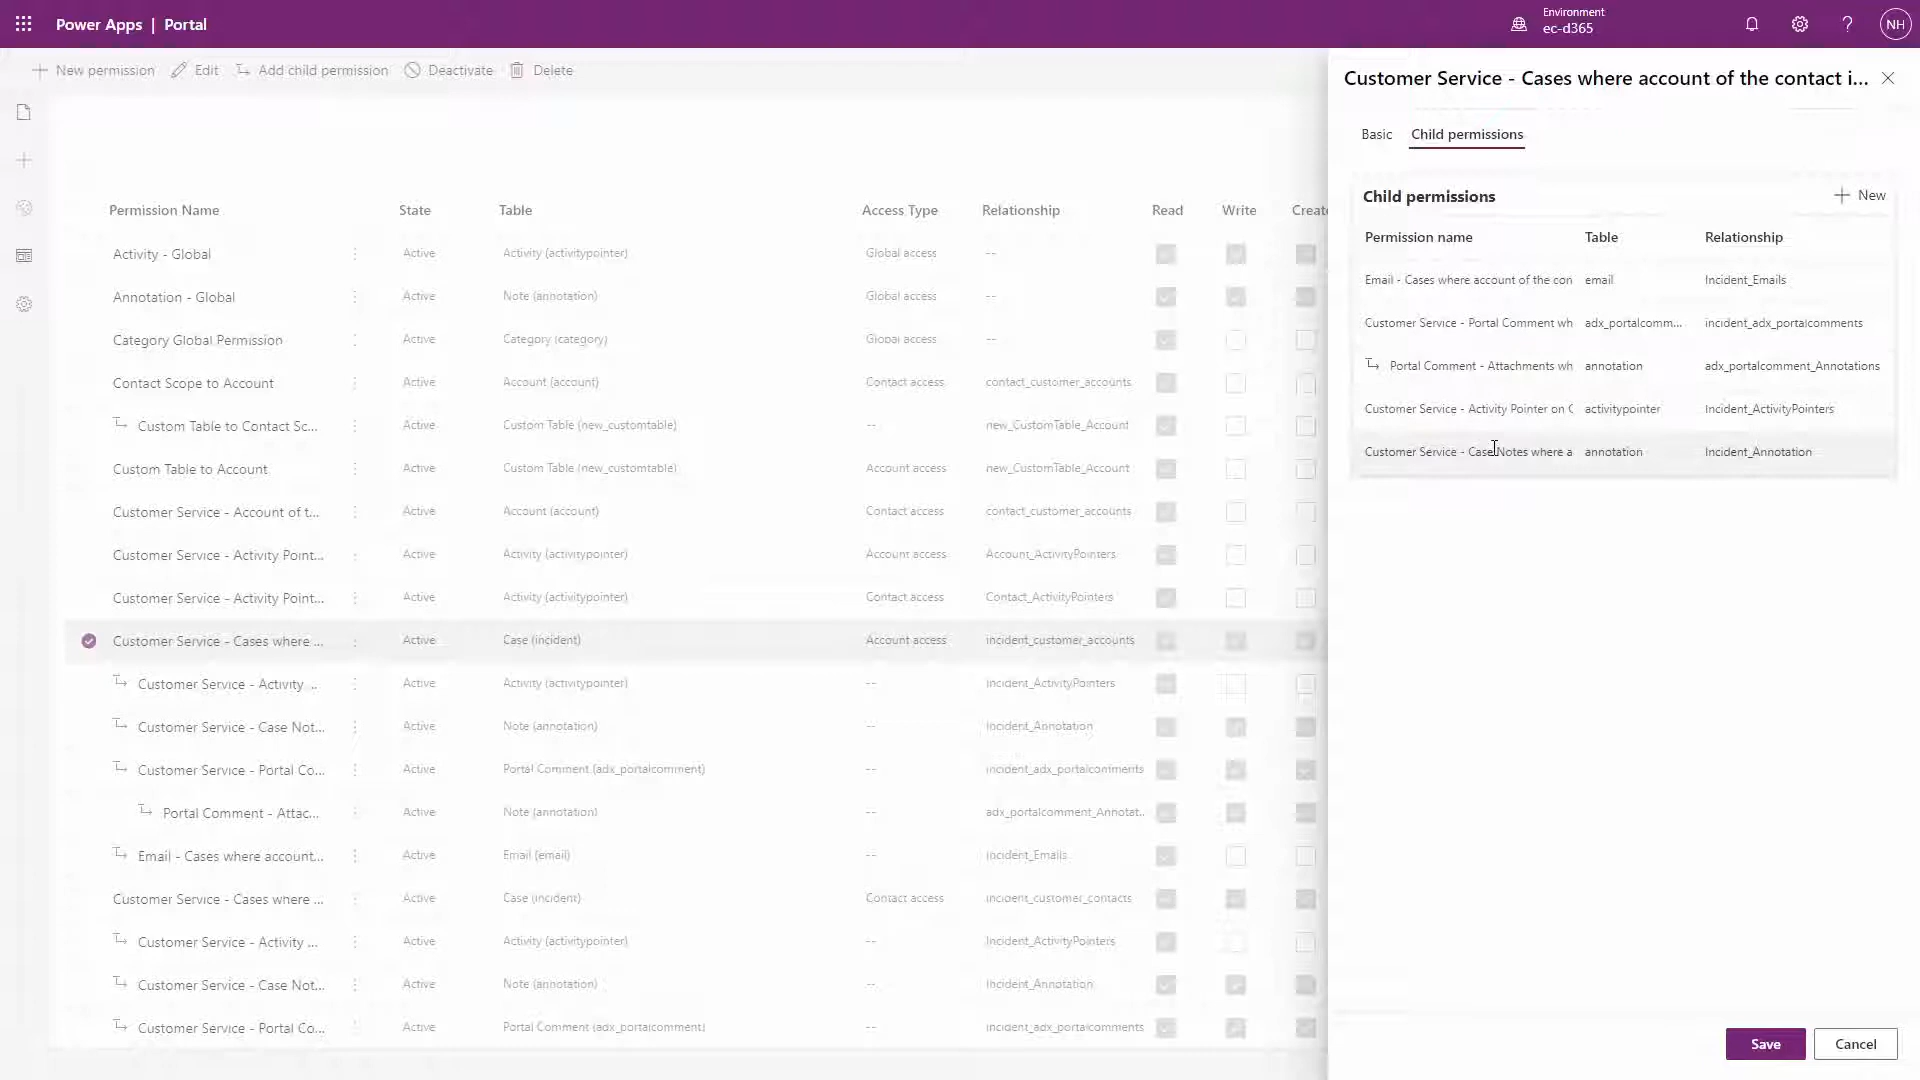 Power Apps | Portal
Environment
ec-d365
NH
New permission Edit Add child permission Deactivate Delete
Permission Name State Table Access Type Relationship Read Write Create
Activity - Global Active Activity (activitypointer) Global access --
Annotation - Global Active Note (annotation) Global access --
Category Global Permission Active Category (category) Global access --
Contact Scope to Account Active Account (account) Contact access contact_customer_accounts
Custom Table to Contact Sc... Active Custom Table (new_customtable) -- new_CustomTable_Account
Custom Table to Account Active Custom Table (new_customtable) Account access new_CustomTable_Account
Customer Service - Account of t... Active Account (account) Contact access contact_customer_accounts
Customer Service - Activity Point... Active Activity (activitypointer) Account access Account_ActivityPointers
Customer Service - Activity Point... Active Activity (activitypointer) Contact access Contact_ActivityPointers
Customer Service - Cases where ... Active Case (incident) Account access incident_customer_accounts
Customer Service - Activity ... Active Activity (activitypointer) -- Incident_ActivityPointers
Customer Service - Case Not... Active Note (annotation) -- Incident_Annotation
Customer Service - Portal Co... Active Portal Comment (adx_portalcomment) -- incident_adx_portalcomments
Portal Comment - Attac... Active Note (annotation) -- adx_portalcomment_Annotat...
Email - Cases where account... Active Email (email) -- Incident_Emails
Customer Service - Cases where ... Active Case (incident) Contact access incident_customer_contacts
Customer Service - Activity ... Active Activity (activitypointer) -- Incident_ActivityPointers
Customer Service - Case Not... Active Note (annotation) -- Incident_Annotation
Customer Service - Portal Co... Active Portal Comment (adx_portalcomment) -- incident_adx_portalcomments
Customer Service - Cases where account of the contact i...
Basic Child permissions
Child permissions New
Permission name Table Relationship
Email - Cases where account of the con email Incident_Emails
Customer Service - Portal Comment wh adx_portalcomm... incident_adx_portalcomments
Portal Comment - Attachments wh annotation adx_portalcomment_Annotations
Customer Service - Activity Pointer on C activitypointer Incident_ActivityPointers
Customer Service - Case Notes where a annotation Incident_Annotation
Save Cancel